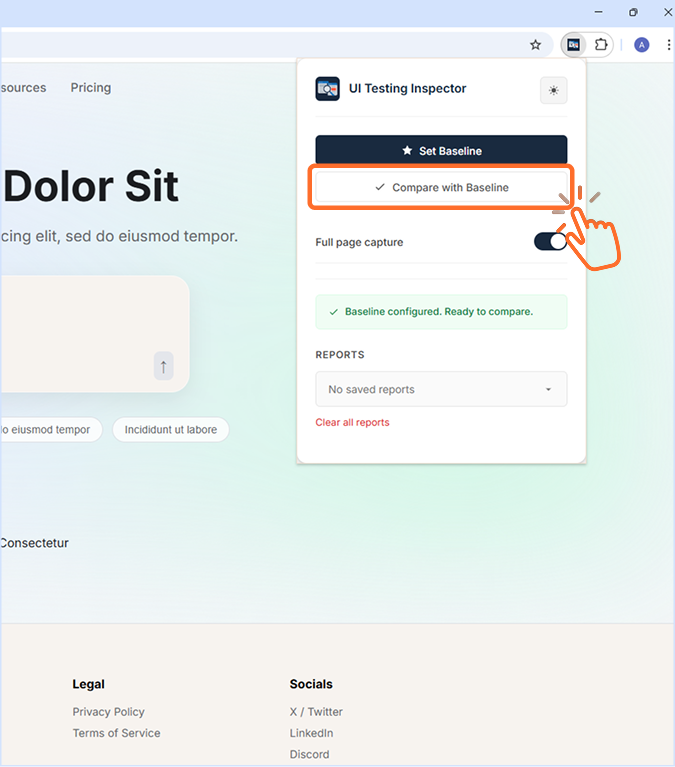 A
sources
Pricing
UI Testing Inspector
Set Baseline
Compare with Baseline
Dolor Sit
cing elit, sed do eiusmod tempor.
Full page capture
Baseline configured. Ready to compare.
REPORTS
No saved reports
Clear all reports
do eiusmod tempor
Incididunt ut labore
Consectetur
Legal
Privacy Policy
Terms of Service
Socials
X / Twitter
LinkedIn
Discord